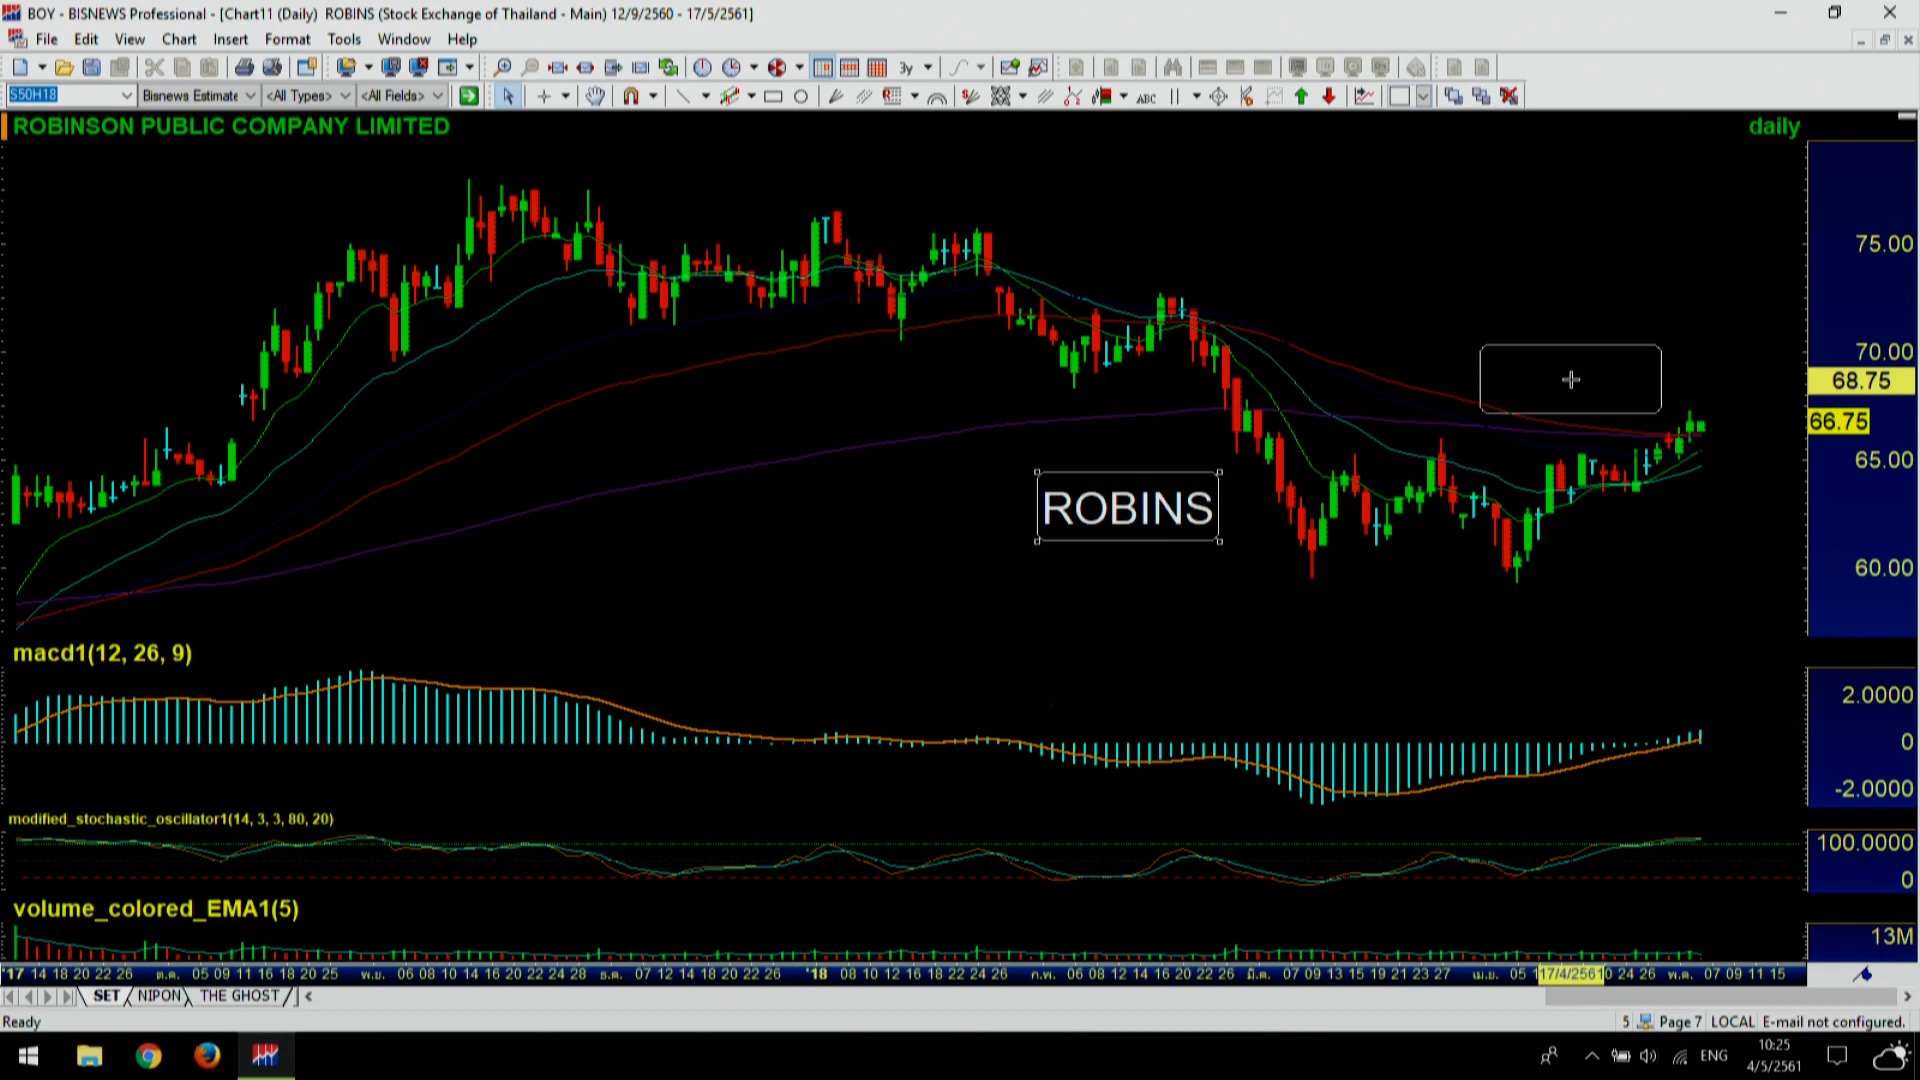 BOY - BISNEWS Professional - [Chart11 (Daily)  ROBINS (Stock Exchange of Thailand - Main) 12/9/2560 - 17/5/2561]
File Edit View Chart Insert Format Tools Window Help
3y
S50H18 Bisnews Estimate <All Types> <All Fields> ABC
ROBINSON PUBLIC COMPANY LIMITED daily
75.00
70.00
68.75
66.75
65.00
ROBINS
60.00
macd1(12, 26, 9)
2.0000
0
-2.0000
modified_stochastic_oscillator1(14, 3, 3, 80, 20)
100.0000
0
volume_colored_EMA1(5)
13M
'17 14 18 20 22 26 ต.ค. 05 09 11 16 18 20 25 พ.ย. 06 08 10 14 16 20 22 24 28 ธ.ค. 07 12 14 18 20 22 26 '18 08 10 12 16 18 22 24 26 ก.พ. 06 08 12 14 16 20 22 26 มี.ค. 07 09 13 15 19 21 23 27 เม.ย. 05 17/4/2561 24 26 พ.ค. 07 09 11 15
SET NIPON THE GHOST
Ready 5 Page 7 LOCAL E-mail not configured.
ENG 10:25
4/5/2561